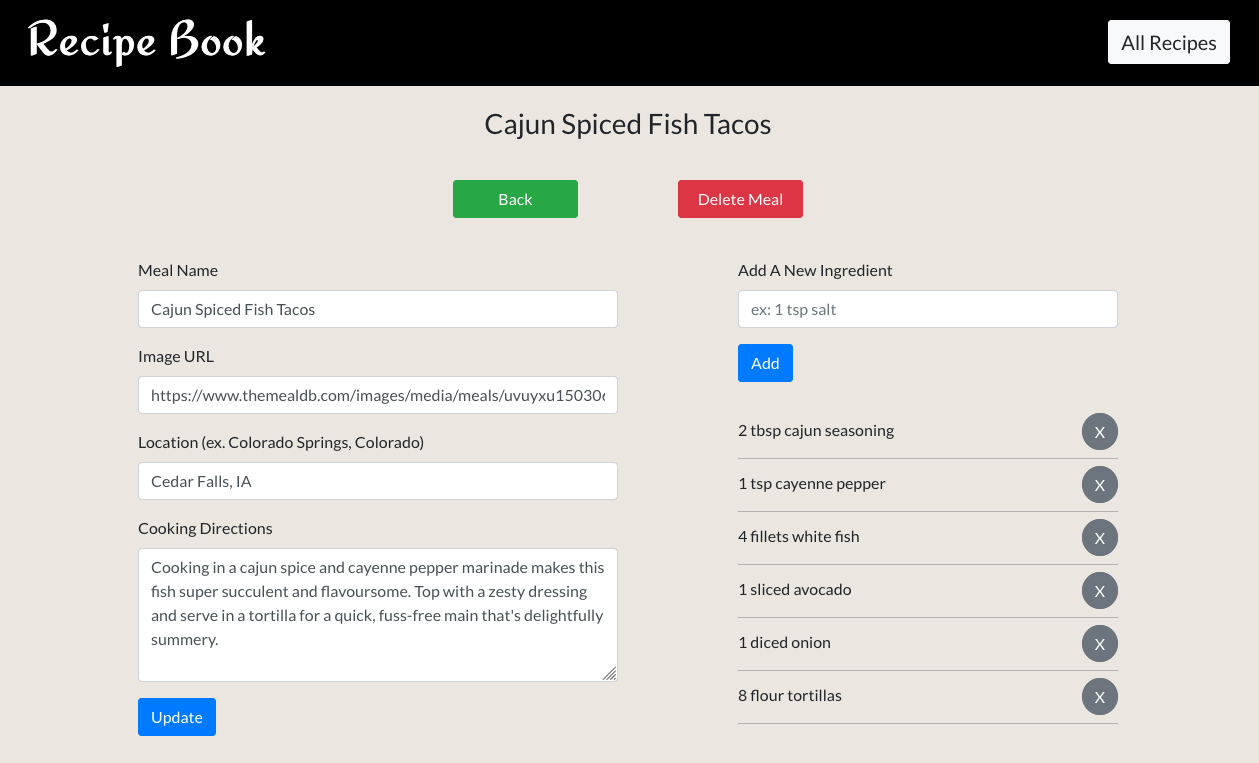 Recipe Book
All Recipes
Cajun Spiced Fish Tacos
Back
Delete Meal
Meal Name
Cajun Spiced Fish Tacos
Image URL
https://www.themealdb.com/images/media/meals/uvuyxu15030
Location (ex. Colorado Springs, Colorado)
Cedar Falls, IA
Cooking Directions
Cooking in a cajun spice and cayenne pepper marinade makes this
fish super succulent and flavoursome. Top with a zesty dressing
and serve in a tortilla for a quick, fuss-free main that's delightfully
summery.
Update
Add A New Ingredient
ex: 1 tsp salt
Add
2 tbsp cajun seasoning
X
1 tsp cayenne pepper
X
4 fillets white fish
X
1 sliced avocado
X
1 diced onion
X
8 flour tortillas
X